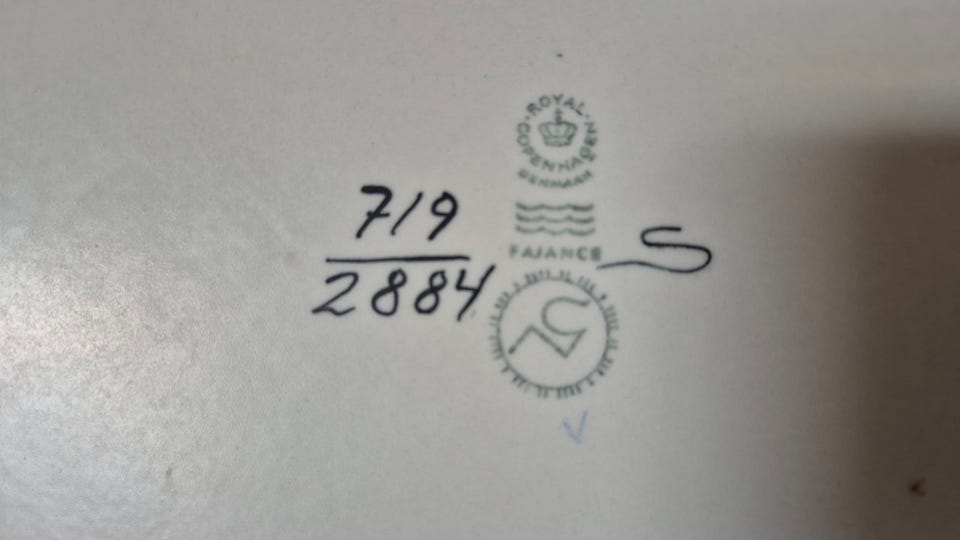 ROYAL COPENHAGEN
DENMARK
FAJANCE
719
2884
S